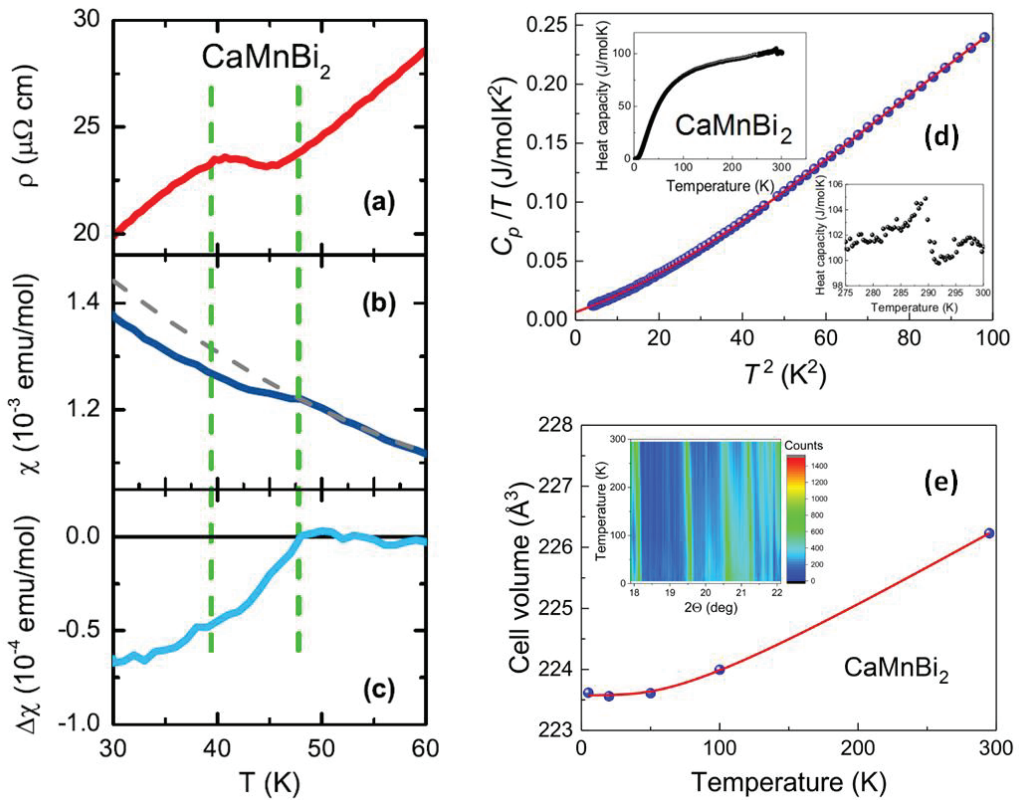 CaMnBi2
ρ (μΩ cm)
30
25
20
(a)
χ (10-3 emu/mol)
1.4
1.2
(b)
Δχ (10-4 emu/mol)
0.0
-0.5
-1.0
(c)
30 40 50 60
T (K)
Cp/T (J/molK2)
0.25
0.20
0.15
0.10
0.05
0.00
0 20 40 60 80 100
T 2 (K2)
(d)
Heat capacity (J/molK)
100
50
0
0 100 200 300
Temperature (K)
CaMnBi2
Heat capacity (J/molK)
106
104
102
100
98
275 280 285 290 295 300
Temperature (K)
Cell volume (Å3)
228
227
226
225
224
223
0 100 200 300
Temperature (K)
(e)
CaMnBi2
Temperature (K)
300
200
100
0
18 19 20 21 22
2Θ (deg)
Counts
1400
1200
1000
800
600
400
200
0